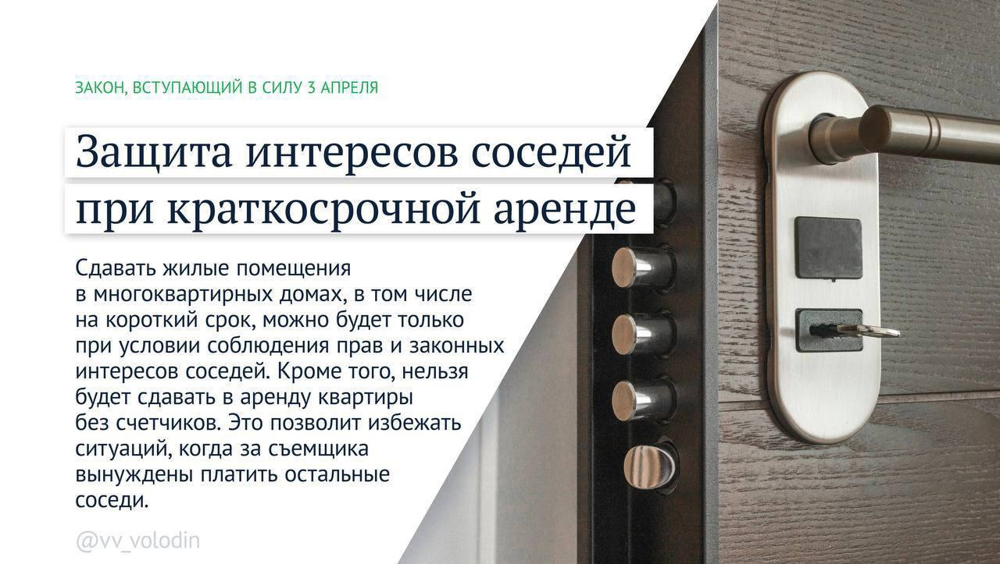 ЗАКОН, ВСТУПАЮЩИЙ В СИЛУ 3 АПРЕЛЯ
Защита интересов соседей
при краткосрочной аренде
Сдавать жилые помещения
в многоквартирных домах, в том числе
на короткий срок, можно будет только
при условии соблюдения прав и законных
интересов соседей. Кроме того, нельзя
будет сдавать в аренду квартиры
без счетчиков. Это позволит избежать
ситуаций, когда за съемщика
вынуждены платить остальные
соседи.
@vv_volodin